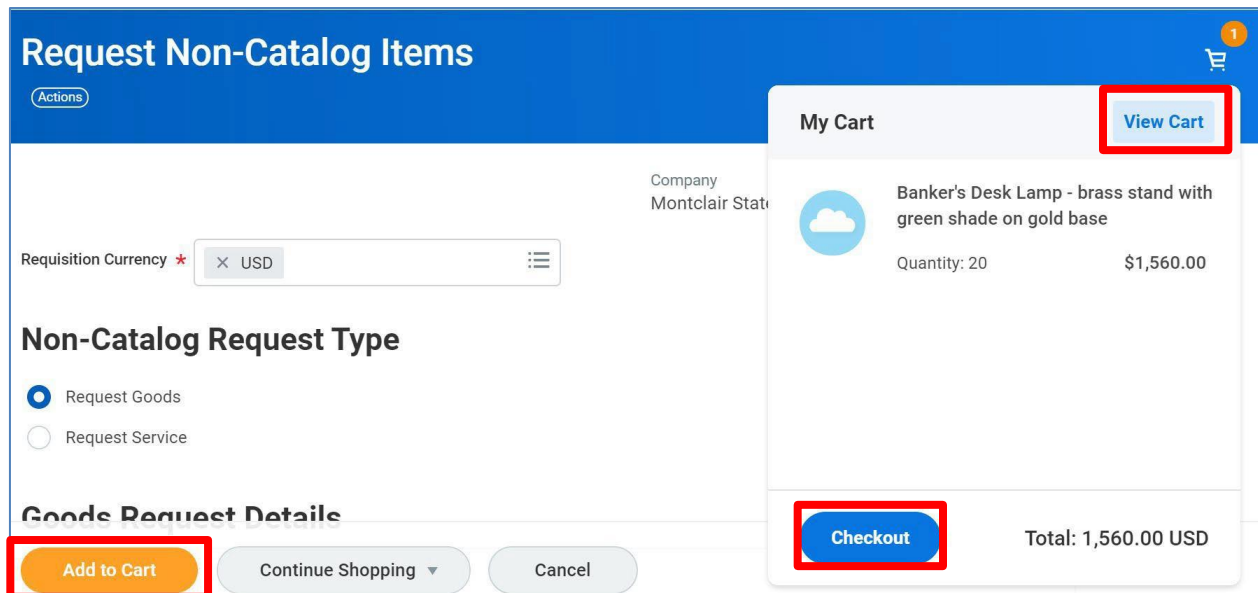 Request Non-Catalog Items
1
Actions
My Cart
View Cart
Company
Montclair State
Banker's Desk Lamp - brass stand with
green shade on gold base
Quantity: 20 $1,560.00
Requisition Currency * × USD
Non-Catalog Request Type
Request Goods
Request Service
Goods Request Details
Add to Cart
Continue Shopping
Cancel
Checkout
Total: 1,560.00 USD